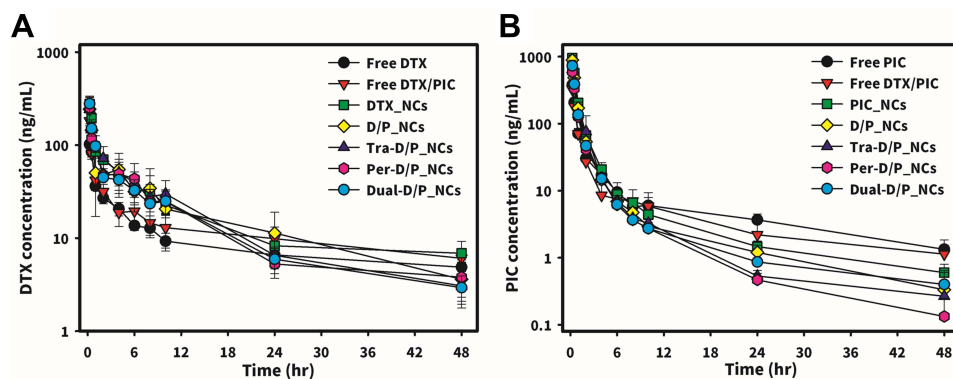 A
DTX concentration (ng/mL)
1000
100
10
1
0 6 12 18 24 30 36 42 48
Time (hr)
Free DTX
Free DTX/PIC
DTX_NCs
D/P_NCs
Tra-D/P_NCs
Per-D/P_NCs
Dual-D/P_NCs
B
PIC concentration (ng/mL)
1000
100
10
1
0.1
0 6 12 18 24 30 36 42 48
Time (hr)
Free PIC
Free DTX/PIC
PIC_NCs
D/P_NCs
Tra-D/P_NCs
Per-D/P_NCs
Dual-D/P_NCs